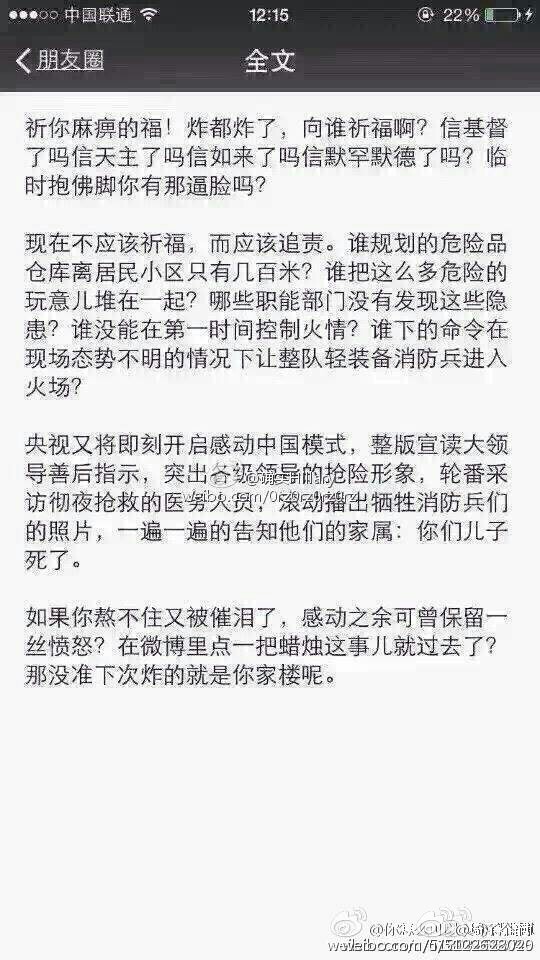 中国联通
12:15
22%
朋友圈
全文
祈你麻痹的福！炸都炸了，向谁祈福啊？信基督
了吗信天主了吗信如来了吗信默罕默德了吗？临
时抱佛脚你有那逼脸吗？
现在不应该祈福，而应该追责。谁规划的危险品
仓库离居民小区只有几百米？谁把这么多危险的
玩意儿堆在一起？哪些职能部门没有发现这些隐
患？谁没能在第一时间控制火情？谁下的命令在
现场态势不明的情况下让整队轻装备消防兵进入
火场？
央视又将即刻开启感动中国模式，整版宣读大领
导善后指示，突出各级领导的抢险形象，轮番采
访彻夜抢救的医务人员，滚动播出牺牲消防兵们
的照片，一遍一遍的告知他们的家属：你们儿子
死了。
如果你熬不住又被催泪了，感动之余可曾保留一
丝愤怒？在微博里点一把蜡烛这事儿就过去了？
那没准下次炸的就是你家楼呢。